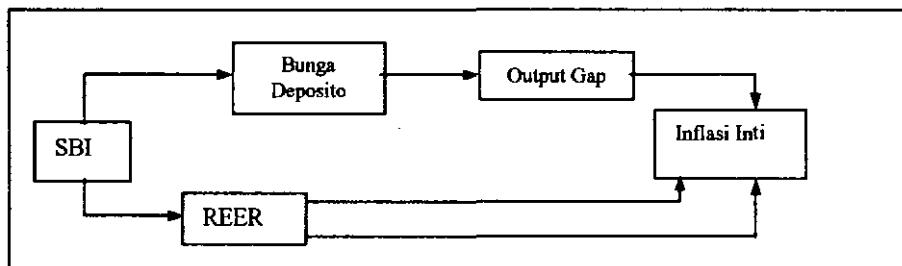 Bunga
Deposito
Output Gap
Inflasi Inti
SBI
REER